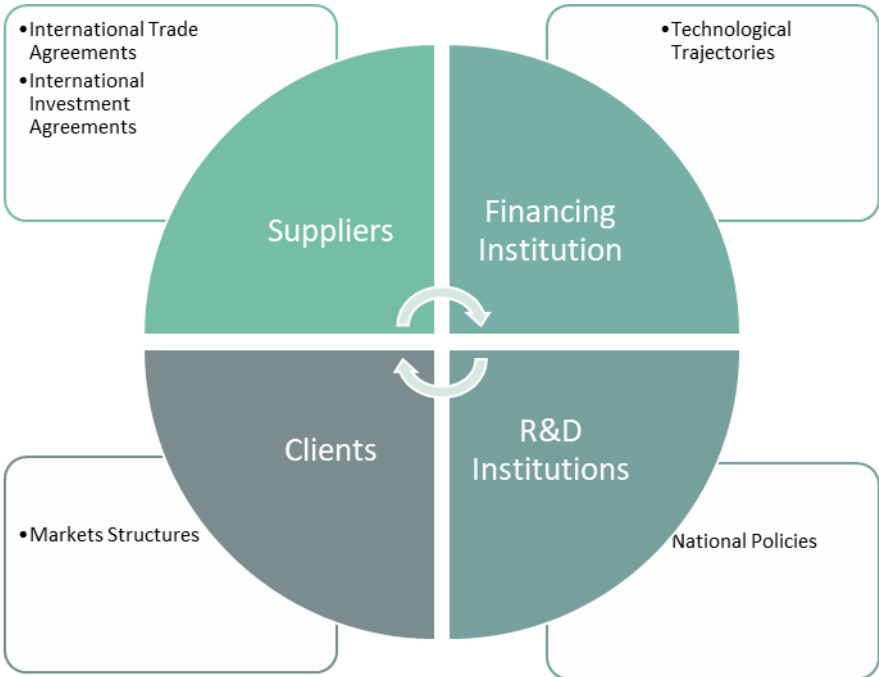 •International Trade
Agreements
•International
Investment
Agreements
•Technological
Trajectories
Suppliers
Financing
Institution
Clients
R&D
Institutions
•Markets Structures
National Policies